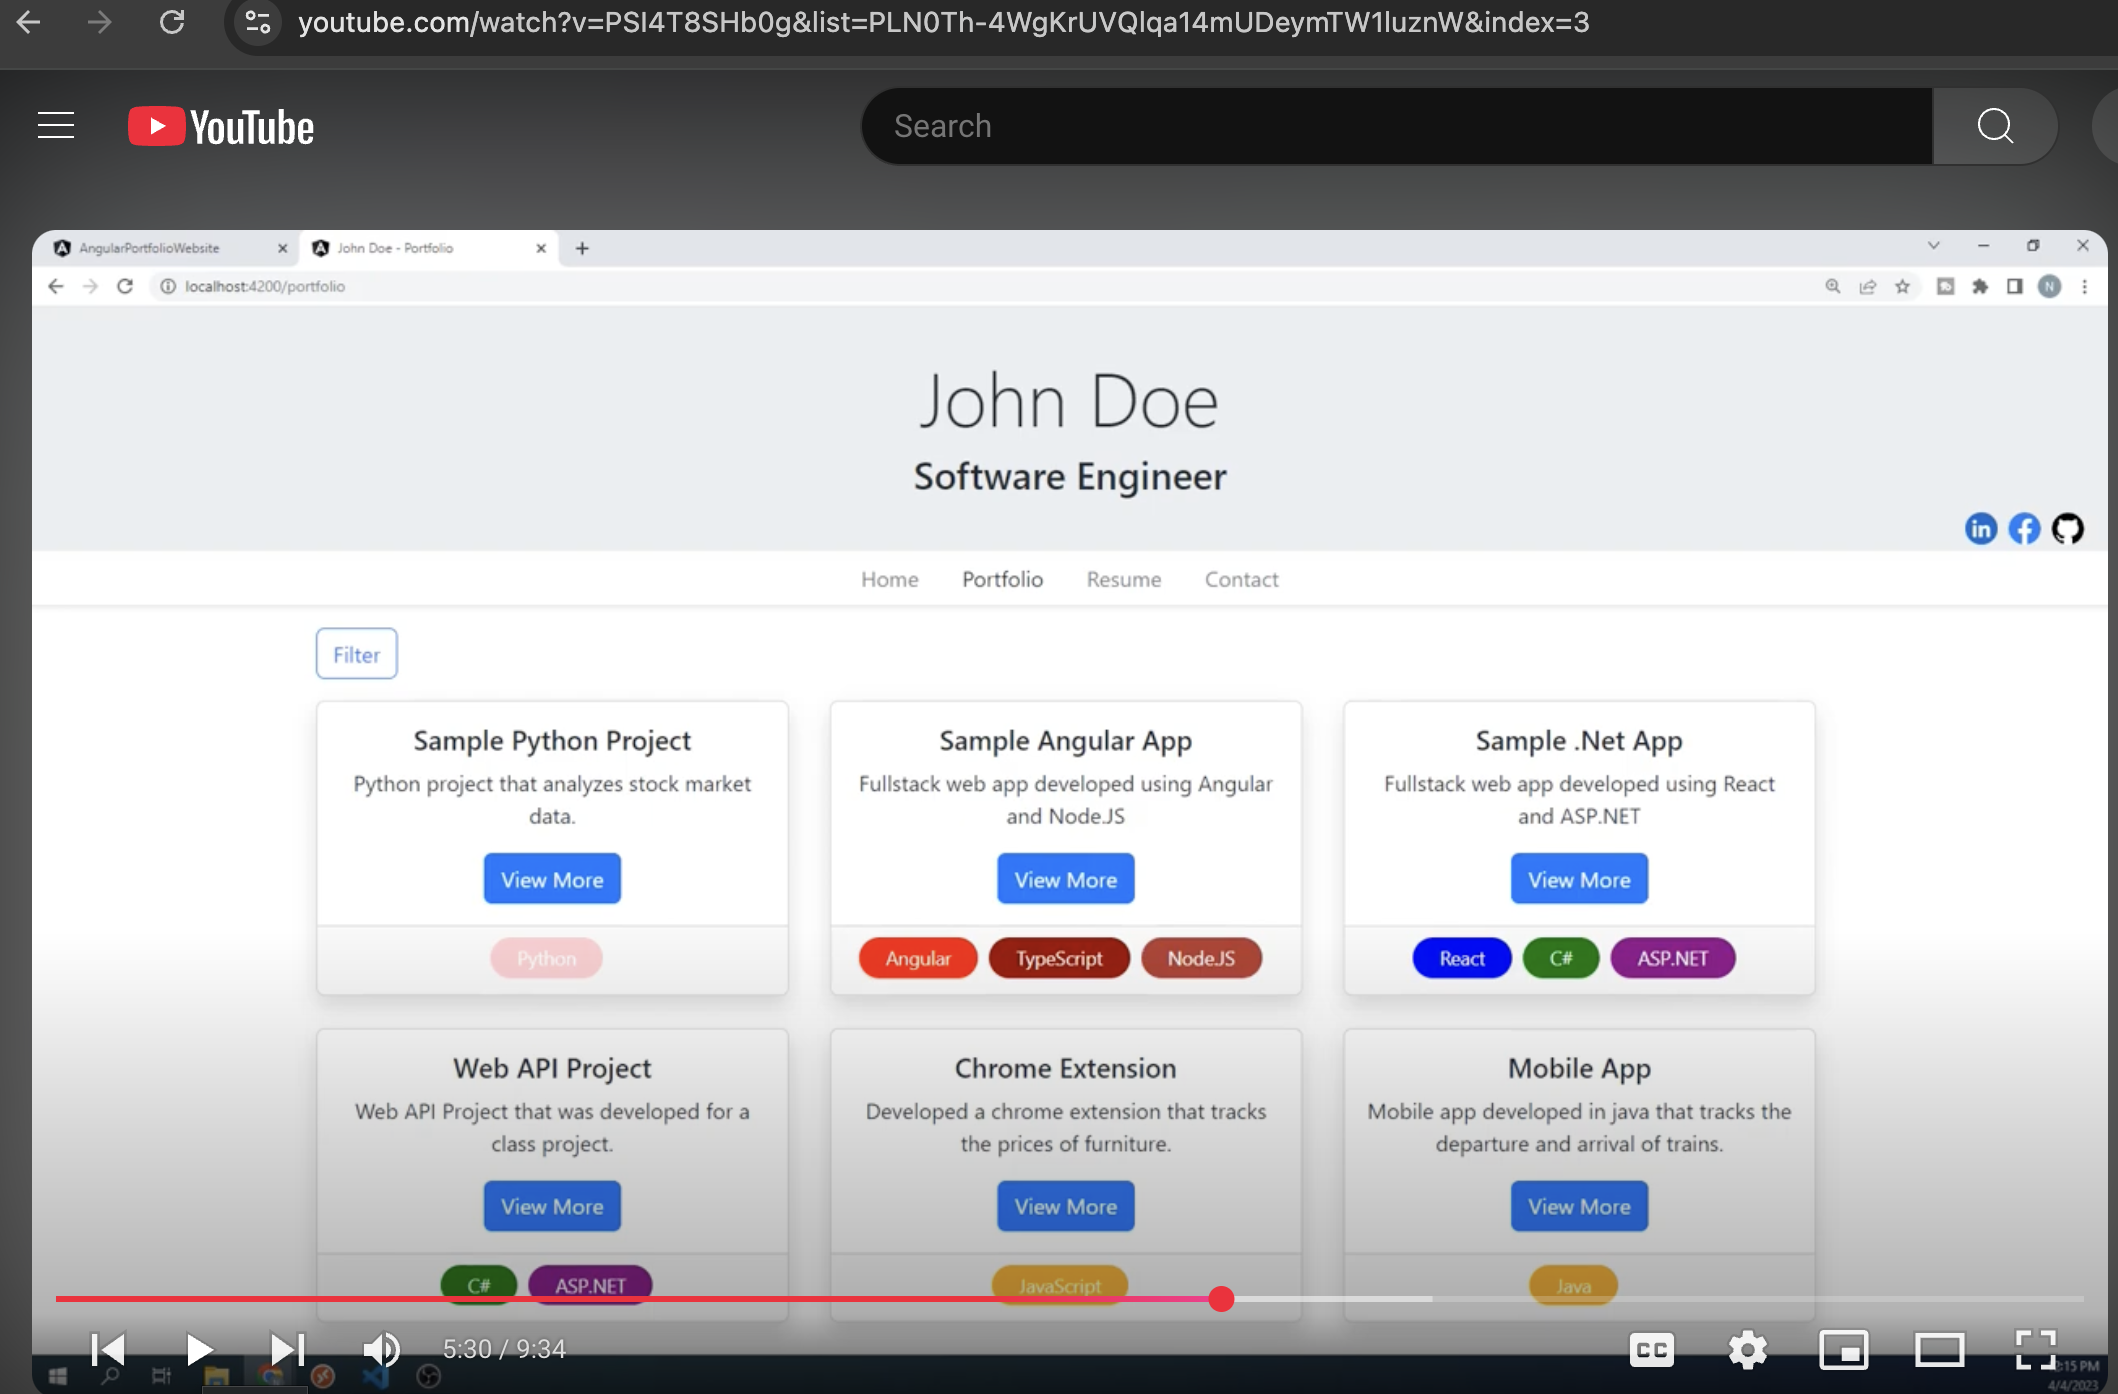 youtube.com/watch?v=PSI4T8SHb0g&list=PLN0Th-4WgKrUVQlqa14mUDeymTW1luznW&index=3
YouTube
Search
AngularPortfolioWebsite
John Doe - Portfolio
localhost:4200/portfolio
N
John Doe
Software Engineer
in
Home Portfolio Resume Contact
Filter
Sample Python Project
Python project that analyzes stock market
data.
View More
Python
Sample Angular App
Fullstack web app developed using Angular
and Node.JS
View More
Angular TypeScript NodeJS
Sample .Net App
Fullstack web app developed using React
and ASP.NET
View More
React C# ASP.NET
Web API Project
Web API Project that was developed for a
class project.
View More
C# ASP.NET
Chrome Extension
Developed a chrome extension that tracks
the prices of furniture.
View More
JavaScript
Mobile App
Mobile app developed in java that tracks the
departure and arrival of trains.
View More
Java
5:30 / 9:34
CC
:15 PM
4/4/2023